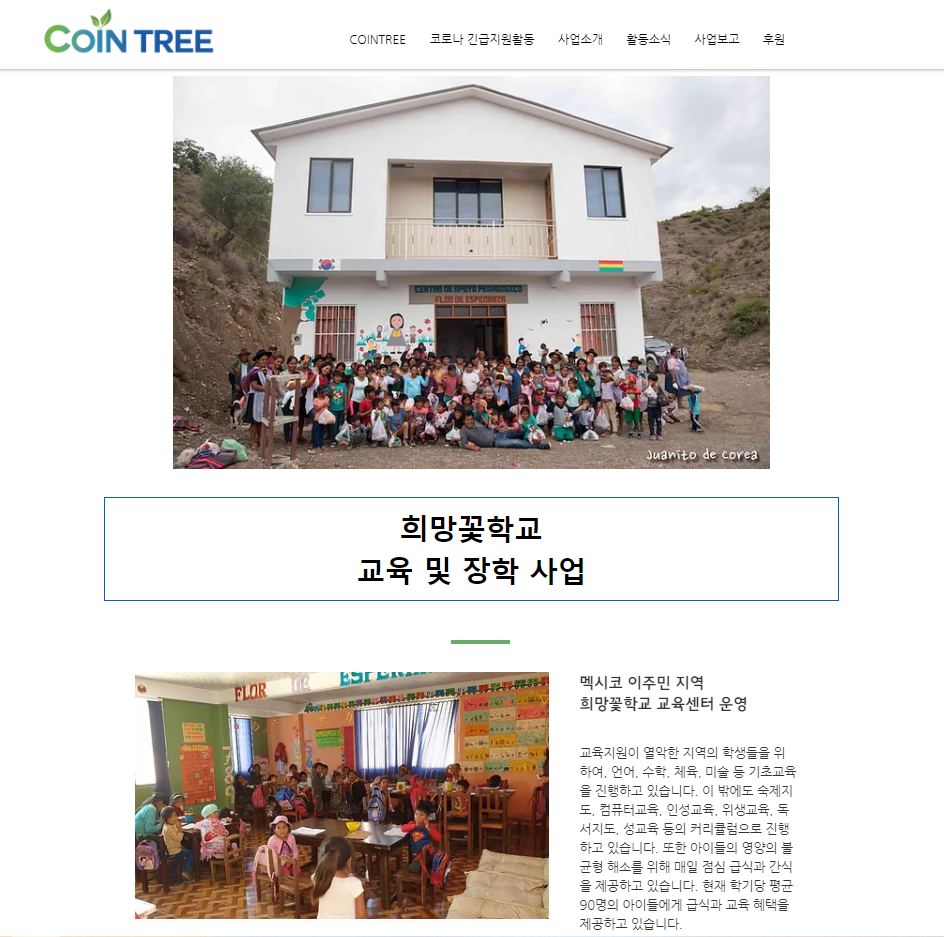 COIN TREE
COINTREE 코로나 긴급지원활동 사업소개 활동소식 사업보고 후원
CENTRO DE APOYO PEDAGOGICO
FLOR DE ESPERANZA
Juanito de Corea
희망꽃학교
교육 및 장학 사업
FLOR DE ESPERAN
멕시코 이주민 지역
희망꽃학교 교육센터 운영
교육지원이 열악한 지역의 학생들을 위
하여, 언어, 수학, 체육, 미술 등 기초교육
을 진행하고 있습니다. 이 밖에도 숙제지
도, 컴퓨터교육, 인성교육, 위생교육, 독
서지도, 성교육 등의 커리큘럼으로 진행
하고 있습니다. 또한 아이들의 영양의 불
균형 해소를 위해 매일 점심 급식과 간식
을 제공하고 있습니다. 현재 학기당 평균
90명의 아이들에게 급식과 교육 혜택을
제공하고 있습니다.